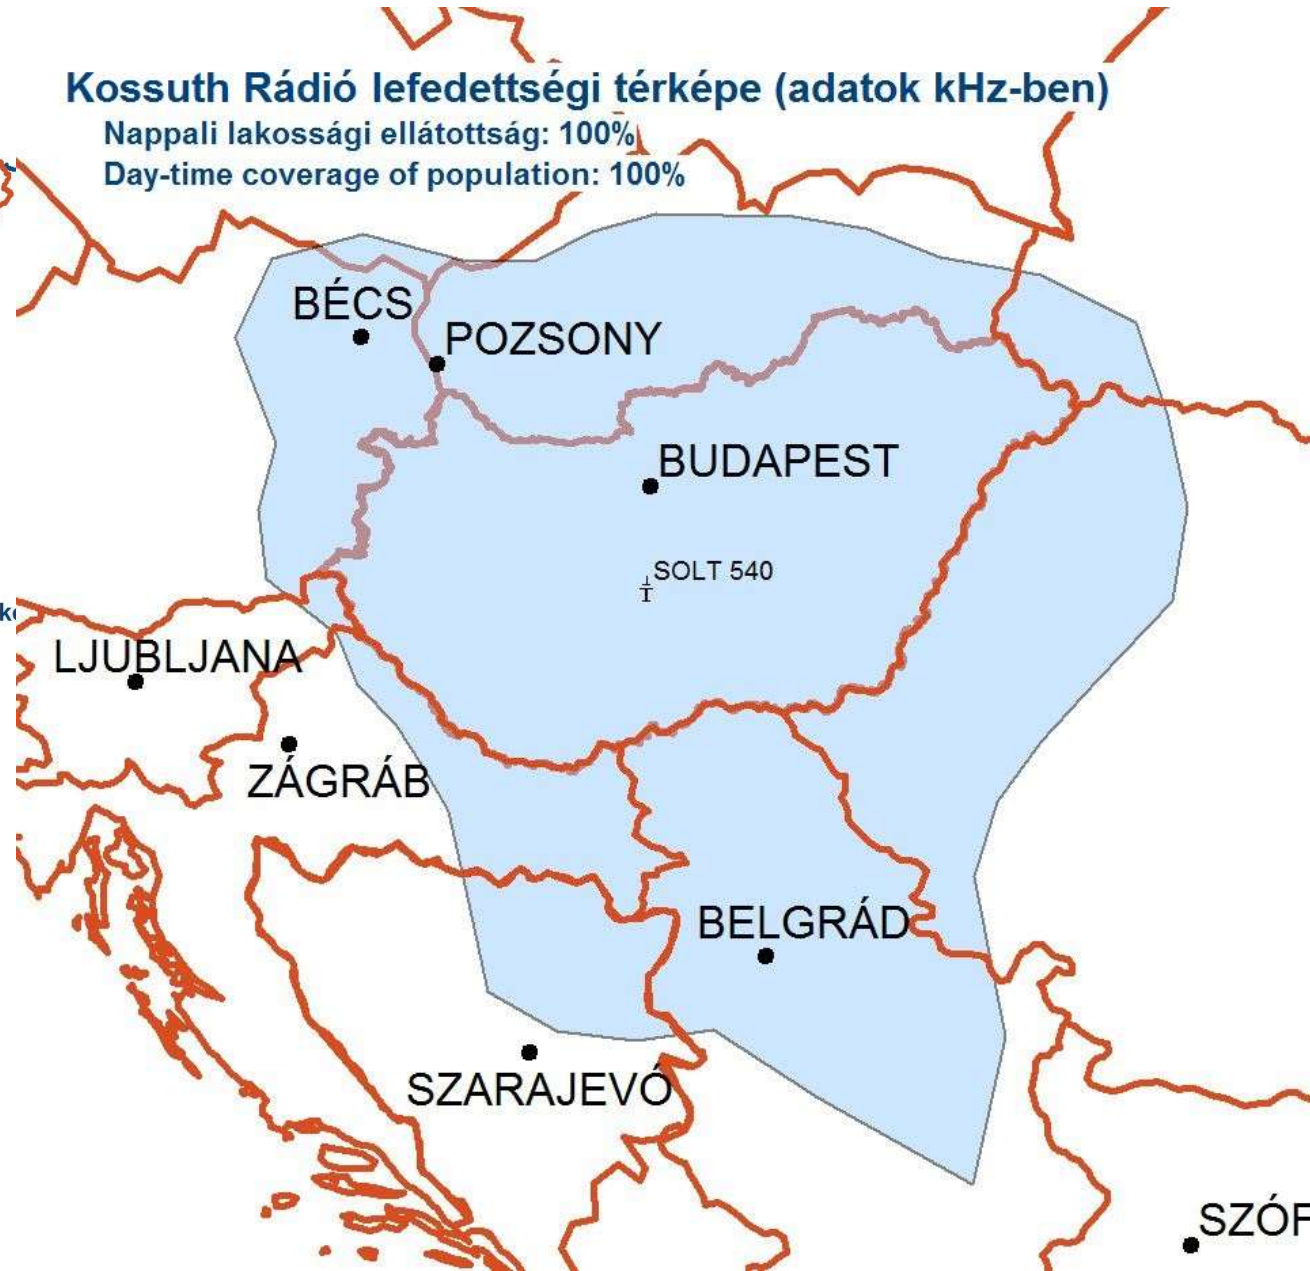 Kossuth Rádió lefedettségi térképe (adatok kHz-ben)
Nappali lakossági ellátottság: 100%
Day-time coverage of population: 100%
BÉCS
POZSONY
BUDAPEST
SOLT 540
LJUBLJANA
ZÁGRÁB
BELGRÁD
SZARAJEVÓ